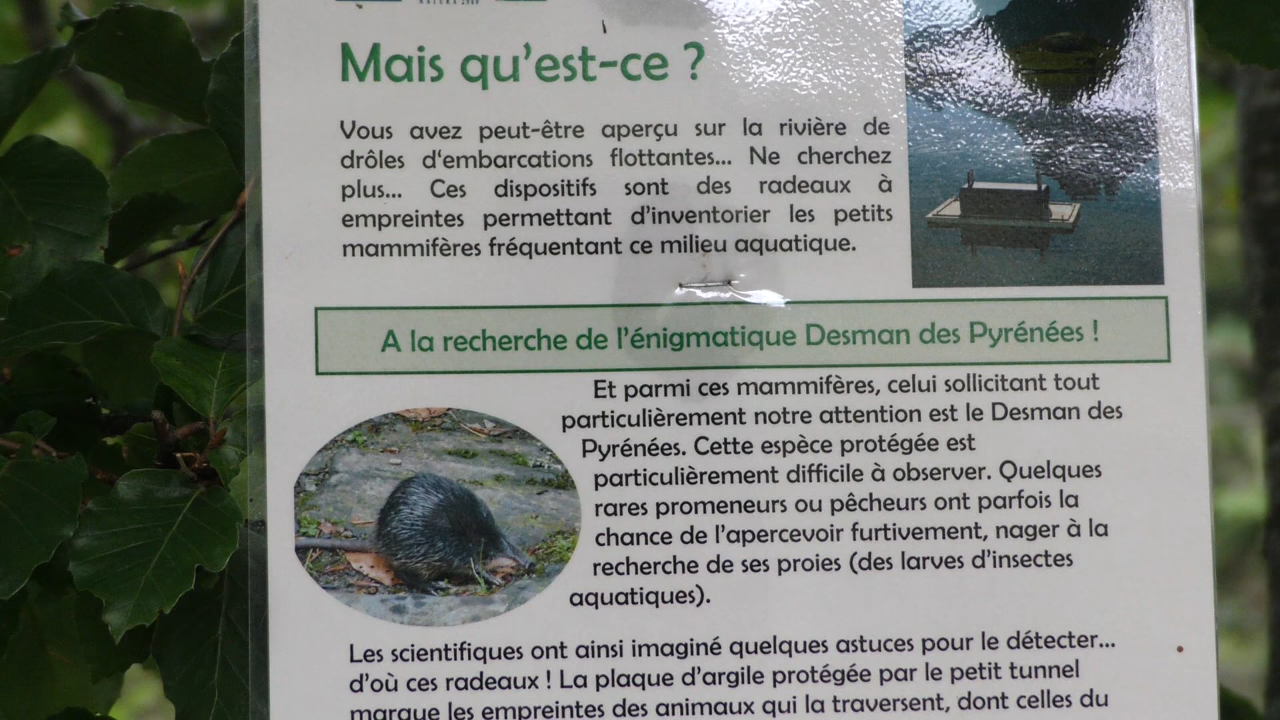 Mais qu'est-ce ?
Vous avez peut-être aperçu sur la rivière de
drôles d'embarcations flottantes... Ne cherchez
plus... Ces dispositifs sont des radeaux à
empreintes permettant d'inventorier les petits
mammifères fréquentant ce milieu aquatique.
A la recherche de l'énigmatique Desman des Pyrénées !
Et parmi ces mammifères, celui sollicitant tout
particulièrement notre attention est le Desman des
Pyrénées. Cette espèce protégée est
particulièrement difficile à observer. Quelques
rares promeneurs ou pêcheurs ont parfois la
chance de l'apercevoir furtivement, nager à la
recherche de ses proies (des larves d'insectes
aquatiques).
Les scientifiques ont ainsi imaginé quelques astuces pour le détecter...
d'où ces radeaux ! La plaque d'argile protégée par le petit tunnel
marque les empreintes des animaux qui la traversent, dont celles du